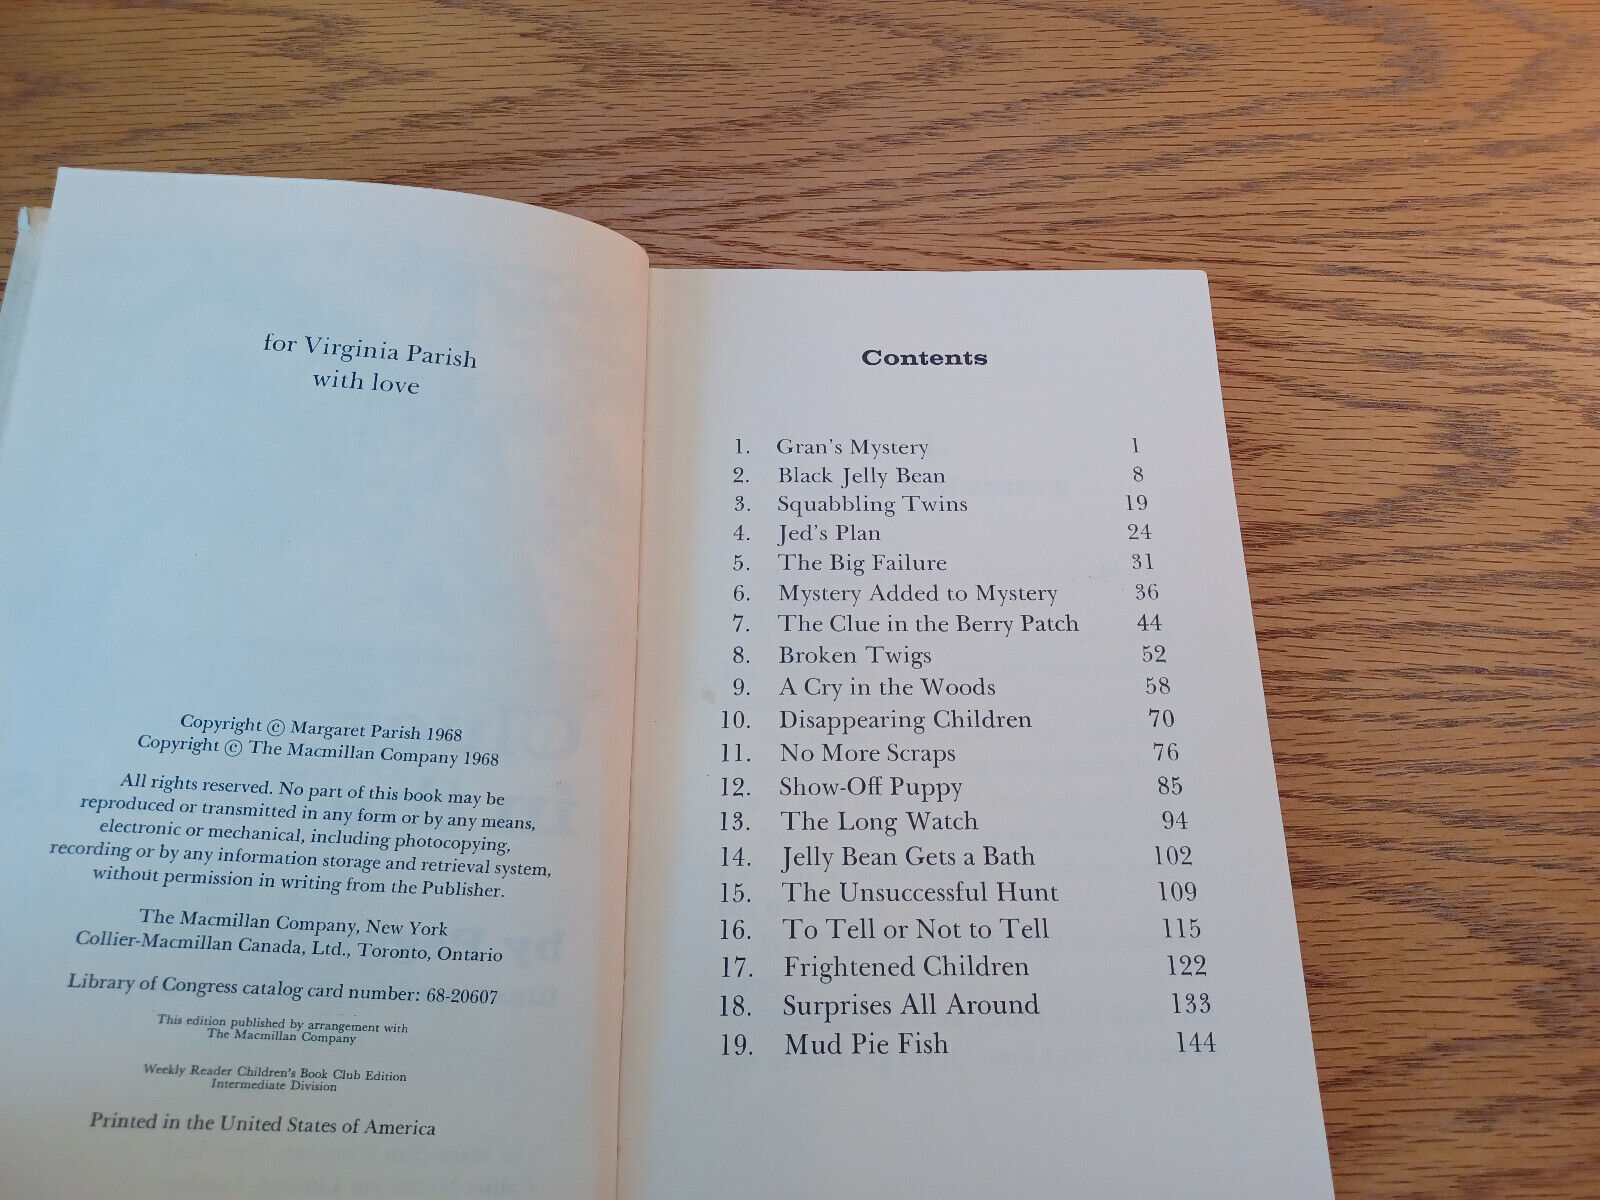 for Virginia Parish
with love
Copyright © Margaret Parish 1968
Copyright © The Macmillan Company 1968
All rights reserved. No part of this book may be
reproduced or transmitted in any form or by any means,
electronic or mechanical, including photocopying,
recording or by any information storage and retrieval system,
without permission in writing from the Publisher.
The Macmillan Company, New York
Collier-Macmillan Canada, Ltd., Toronto, Ontario
Library of Congress catalog card number: 68-20607
This edition published by arrangement with
The Macmillan Company
Weekly Reader Children's Book Club Edition
Intermediate Division
Printed in the United States of America
Contents
1. Gran's Mystery 1
2. Black Jelly Bean 8
3. Squabbling Twins 19
4. Jed's Plan 24
5. The Big Failure 31
6. Mystery Added to Mystery 36
7. The Clue in the Berry Patch 44
8. Broken Twigs 52
9. A Cry in the Woods 58
10. Disappearing Children 70
11. No More Scraps 76
12. Show-Off Puppy 85
13. The Long Watch 94
14. Jelly Bean Gets a Bath 102
15. The Unsuccessful Hunt 109
16. To Tell or Not to Tell 115
17. Frightened Children 122
18. Surprises All Around 133
19. Mud Pie Fish 144